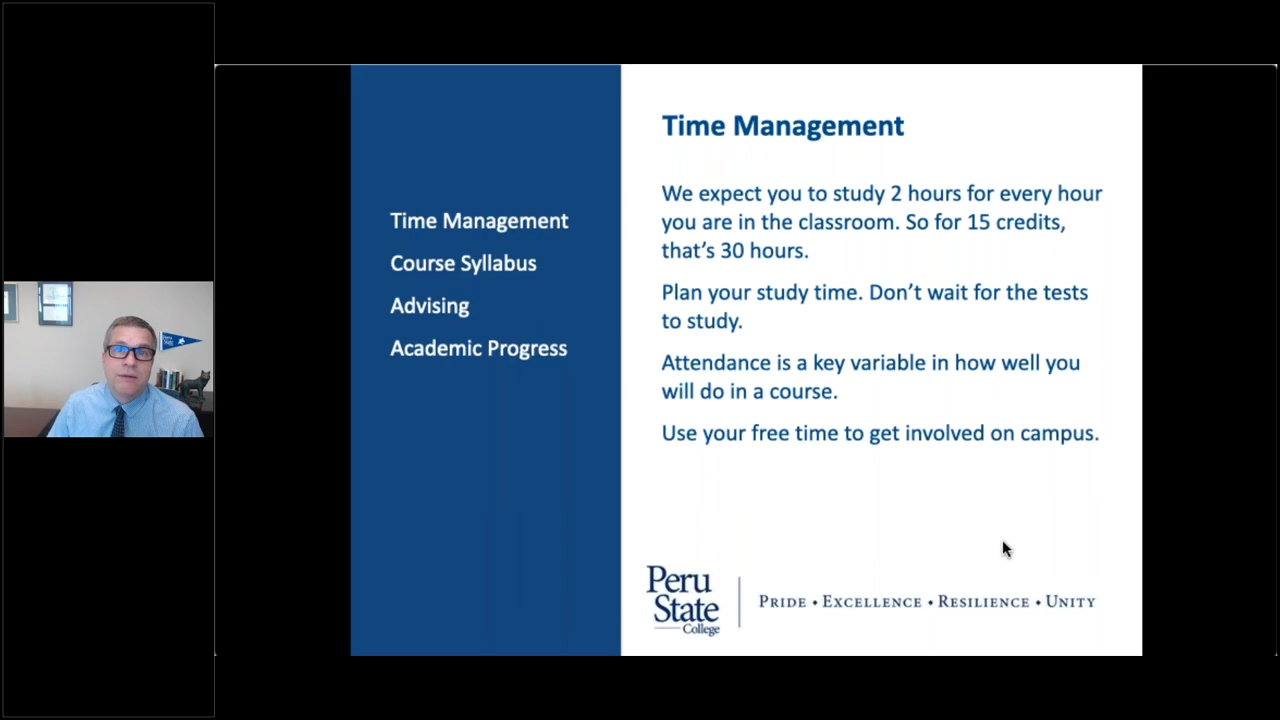 Time Management
Course Syllabus
Advising
Academic Progress
Time Management
We expect you to study 2 hours for every hour
you are in the classroom. So for 15 credits,
that’s 30 hours.
Plan your study time. Don’t wait for the tests
to study.
Attendance is a key variable in how well you
will do in a course.
Use your free time to get involved on campus.
Peru
State
College
PRIDE • EXCELLENCE • RESILIENCE • UNITY